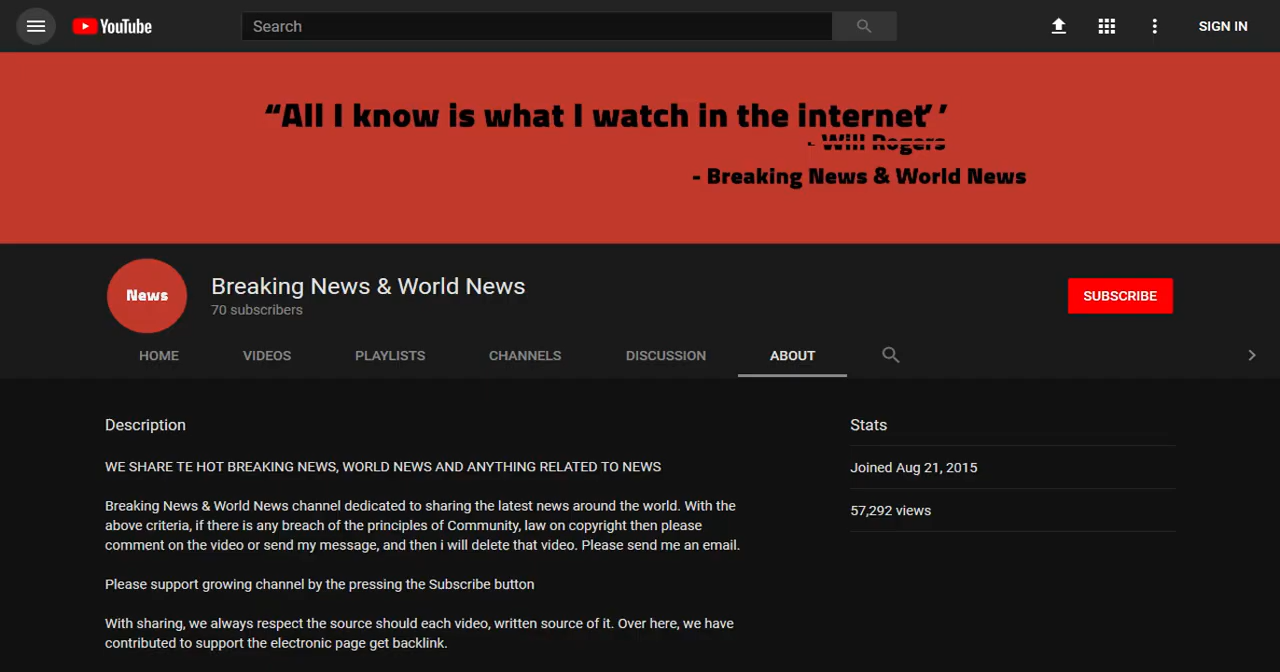 YouTube
Search
SIGN IN
“All I know is what I watch in the internet’’
- Will Rogers
- Breaking News & World News
News
Breaking News & World News
70 subscribers
SUBSCRIBE
HOME VIDEOS PLAYLISTS CHANNELS DISCUSSION ABOUT
Description
WE SHARE TE HOT BREAKING NEWS, WORLD NEWS AND ANYTHING RELATED TO NEWS
Breaking News & World News channel dedicated to sharing the latest news around the world. With the
above criteria, if there is any breach of the principles of Community, law on copyright then please
comment on the video or send my message, and then i will delete that video. Please send me an email.
Please support growing channel by the pressing the Subscribe button
With sharing, we always respect the source should each video, written source of it. Over here, we have
contributed to support the electronic page get backlink.
Stats
Joined Aug 21, 2015
57,292 views